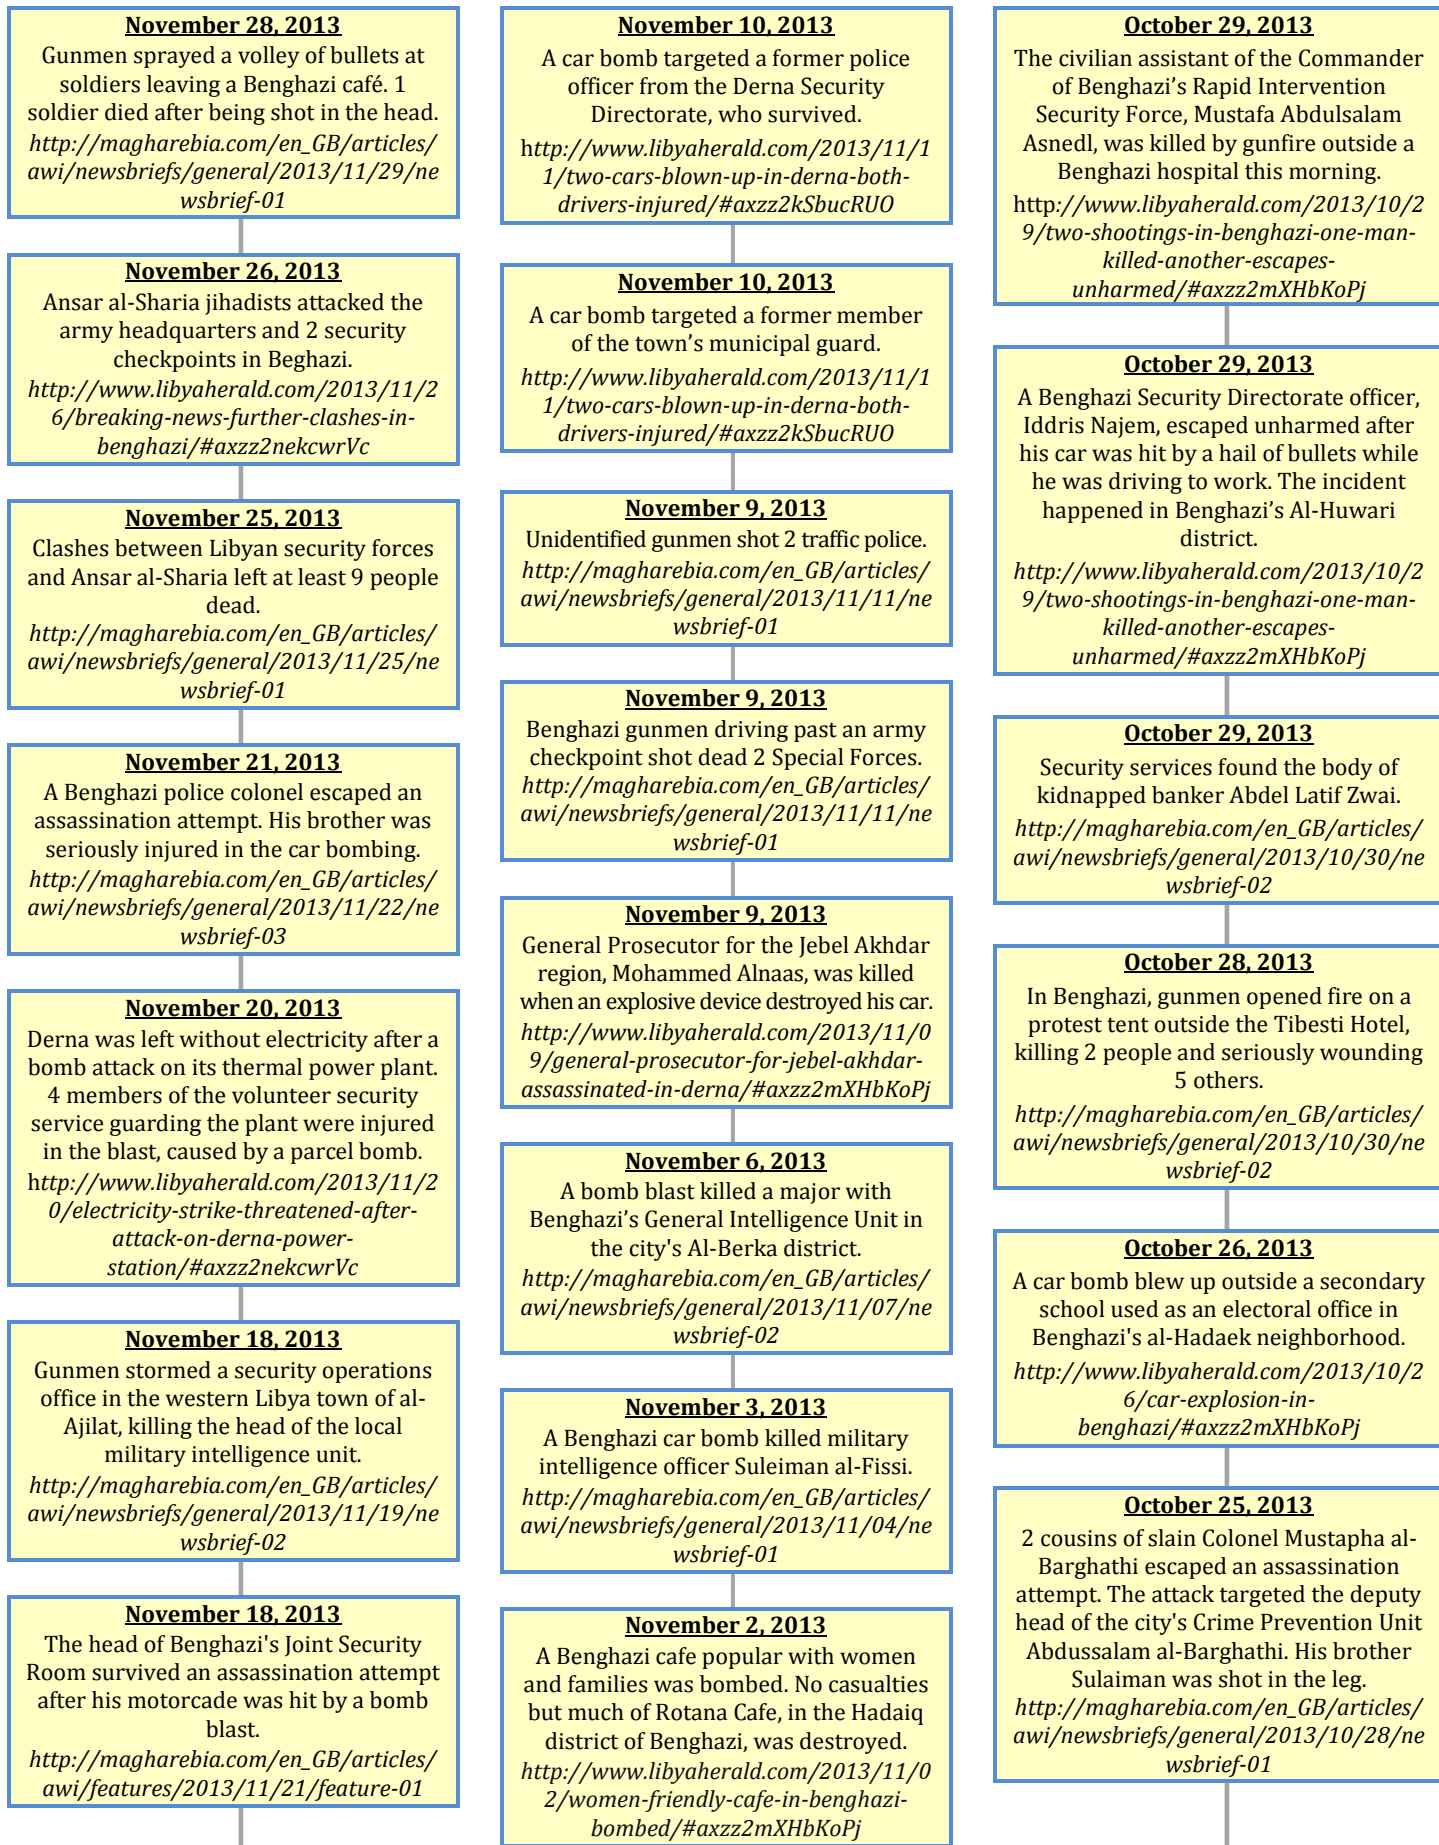 November 28, 2013
Gunmen sprayed a volley of bullets at
soldiers leaving a Benghazi café. 1
soldier died after being shot in the head.
http://magharebia.com/en_GB/articles/
awi/newsbriefs/general/2013/11/29/ne
wsbrief-01
November 26, 2013
Ansar al-Sharia jihadists attacked the
army headquarters and 2 security
checkpoints in Beghazi.
http://www.libyaherald.com/2013/11/2
6/breaking-news-further-clashes-in-
benghazi/#axzz2nekcwrVc
November 25, 2013
Clashes between Libyan security forces
and Ansar al-Sharia left at least 9 people
dead.
http://magharebia.com/en_GB/articles/
awi/newsbriefs/general/2013/11/25/ne
wsbrief-01
November 21, 2013
A Benghazi police colonel escaped an
assassination attempt. His brother was
seriously injured in the car bombing.
http://magharebia.com/en_GB/articles/
awi/newsbriefs/general/2013/11/22/ne
wsbrief-03
November 20, 2013
Derna was left without electricity after a
bomb attack on its thermal power plant.
4 members of the volunteer security
service guarding the plant were injured
in the blast, caused by a parcel bomb.
http://www.libyaherald.com/2013/11/2
0/electricity-strike-threatened-after-
attack-on-derna-power-
station/#axzz2nekcwrVc
November 18, 2013
Gunmen stormed a security operations
office in the western Libya town of al-
Ajilat, killing the head of the local
military intelligence unit.
http://magharebia.com/en_GB/articles/
awi/newsbriefs/general/2013/11/19/ne
wsbrief-02
November 18, 2013
The head of Benghazi's Joint Security
Room survived an assassination attempt
after his motorcade was hit by a bomb
blast.
http://magharebia.com/en_GB/articles/
awi/features/2013/11/21/feature-01
November 10, 2013
A car bomb targeted a former police
officer from the Derna Security
Directorate, who survived.
http://www.libyaherald.com/2013/11/1
1/two-cars-blown-up-in-derna-both-
drivers-injured/#axzz2kSbucRUO
November 10, 2013
A car bomb targeted a former member
of the town’s municipal guard.
http://www.libyaherald.com/2013/11/1
1/two-cars-blown-up-in-derna-both-
drivers-injured/#axzz2kSbucRUO
November 9, 2013
Unidentified gunmen shot 2 traffic police.
http://magharebia.com/en_GB/articles/
awi/newsbriefs/general/2013/11/11/ne
wsbrief-01
November 9, 2013
Benghazi gunmen driving past an army
checkpoint shot dead 2 Special Forces.
http://magharebia.com/en_GB/articles/
awi/newsbriefs/general/2013/11/11/ne
wsbrief-01
November 9, 2013
General Prosecutor for the Jebel Akhdar
region, Mohammed Alnaas, was killed
when an explosive device destroyed his car.
http://www.libyaherald.com/2013/11/0
9/general-prosecutor-for-jebel-akhdar-
assassinated-in-derna/#axzz2mXHbKoPj
November 6, 2013
A bomb blast killed a major with
Benghazi’s General Intelligence Unit in
the city's Al-Berka district.
http://magharebia.com/en_GB/articles/
awi/newsbriefs/general/2013/11/07/ne
wsbrief-02
November 3, 2013
A Benghazi car bomb killed military
intelligence officer Suleiman al-Fissi.
http://magharebia.com/en_GB/articles/
awi/newsbriefs/general/2013/11/04/ne
wsbrief-01
November 2, 2013
A Benghazi cafe popular with women
and families was bombed. No casualties
but much of Rotana Cafe, in the Hadaiq
district of Benghazi, was destroyed.
http://www.libyaherald.com/2013/11/0
2/women-friendly-cafe-in-benghazi-
bombed/#axzz2mXHbKoPj
October 29, 2013
The civilian assistant of the Commander
of Benghazi’s Rapid Intervention
Security Force, Mustafa Abdulsalam
Asnedl, was killed by gunfire outside a
Benghazi hospital this morning.
http://www.libyaherald.com/2013/10/2
9/two-shootings-in-benghazi-one-man-
killed-another-escapes-
unharmed/#axzz2mXHbKoPj
October 29, 2013
A Benghazi Security Directorate officer,
Iddris Najem, escaped unharmed after
his car was hit by a hail of bullets while
he was driving to work. The incident
happened in Benghazi’s Al-Huwari
district.
http://www.libyaherald.com/2013/10/2
9/two-shootings-in-benghazi-one-man-
killed-another-escapes-
unharmed/#axzz2mXHbKoPj
October 29, 2013
Security services found the body of
kidnapped banker Abdel Latif Zwai.
http://magharebia.com/en_GB/articles/
awi/newsbriefs/general/2013/10/30/ne
wsbrief-02
October 28, 2013
In Benghazi, gunmen opened fire on a
protest tent outside the Tibesti Hotel,
killing 2 people and seriously wounding
5 others.
http://magharebia.com/en_GB/articles/
awi/newsbriefs/general/2013/10/30/ne
wsbrief-02
October 26, 2013
A car bomb blew up outside a secondary
school used as an electoral office in
Benghazi's al-Hadaek neighborhood.
http://www.libyaherald.com/2013/10/2
6/car-explosion-in-
benghazi/#axzz2mXHbKoPj
October 25, 2013
2 cousins of slain Colonel Mustapha al-
Barghathi escaped an assassination
attempt. The attack targeted the deputy
head of the city's Crime Prevention Unit
Abdussalam al-Barghathi. His brother
Sulaiman was shot in the leg.
http://magharebia.com/en_GB/articles/
awi/newsbriefs/general/2013/10/28/ne
wsbrief-01